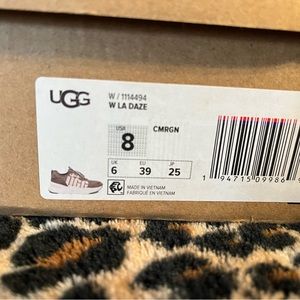 UGG
W / 1114494
W LA DAZE
USA
8
CMRGN
UK EU JP
6 39 25
MADE IN VIETNAM
FABRIQUÉ EN VIETNAM
1 94715 09986